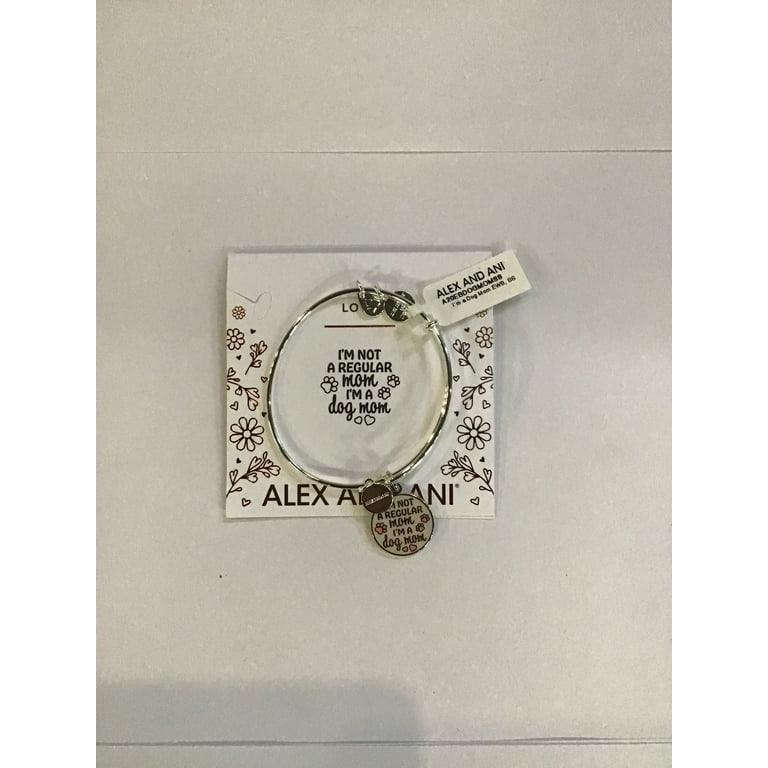 ALEX AND ANI
A20EBDOGMOMSS
I'm a Dog Mom EWB, SS
LO
I'M NOT
A REGULAR
mom
I'M A
dog mom
ALEX A ANI
I'M NOT
A REGULAR
mom
I'M A
dog mom